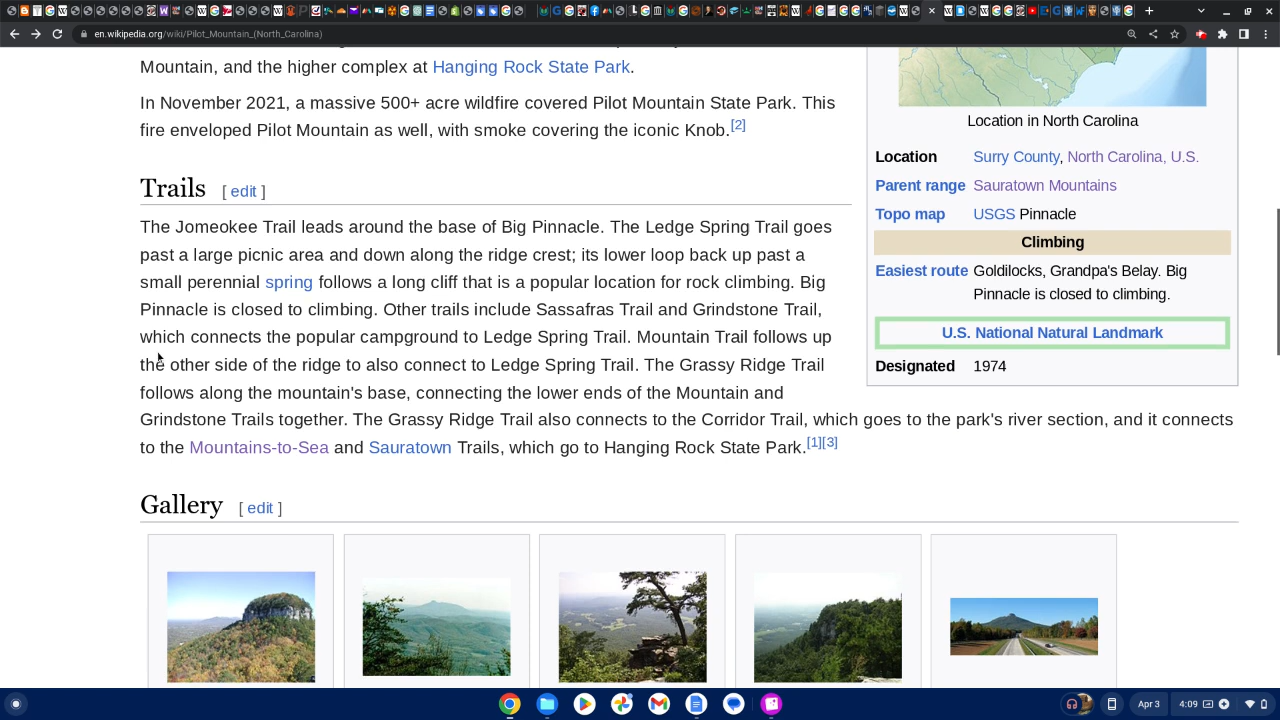 en.wikipedia.org/wiki/Pilot_Mountain_(North_Carolina)
Mountain, and the higher complex at Hanging Rock State Park.
In November 2021, a massive 500+ acre wildfire covered Pilot Mountain State Park. This
fire enveloped Pilot Mountain as well, with smoke covering the iconic Knob.[2]
Trails [ edit ]
The Jomeokee Trail leads around the base of Big Pinnacle. The Ledge Spring Trail goes
past a large picnic area and down along the ridge crest; its lower loop back up past a
small perennial spring follows a long cliff that is a popular location for rock climbing. Big
Pinnacle is closed to climbing. Other trails include Sassafras Trail and Grindstone Trail,
which connects the popular campground to Ledge Spring Trail. Mountain Trail follows up
the other side of the ridge to also connect to Ledge Spring Trail. The Grassy Ridge Trail
follows along the mountain's base, connecting the lower ends of the Mountain and
Grindstone Trails together. The Grassy Ridge Trail also connects to the Corridor Trail, which goes to the park's river section, and it connects
to the Mountains-to-Sea and Sauratown Trails, which go to Hanging Rock State Park.[1][3]
Location in North Carolina
Location Surry County, North Carolina, U.S.
Parent range Sauratown Mountains
Topo map USGS Pinnacle
Climbing
Easiest route Goldilocks, Grandpa's Belay. Big
Pinnacle is closed to climbing.
U.S. National Natural Landmark
Designated 1974
Gallery [ edit ]
Apr 3 4:09